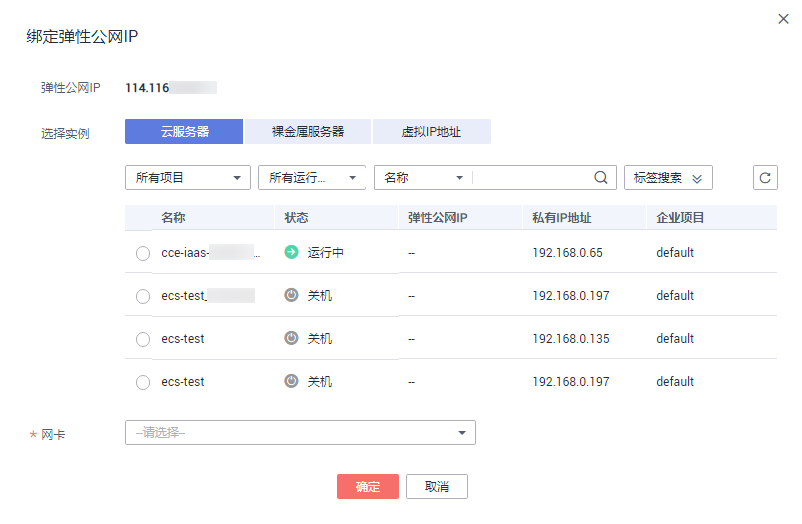 绑定弹性公网IP
弹性公网IP 114.116
选择实例 云服务器 裸金属服务器 虚拟IP地址
所有项目 所有运行... 名称 标签搜索
名称 状态 弹性公网IP 私有IP地址 企业项目
cce-iaas- ... 运行中 -- 192.168.0.65 default
ecs-test_ 关机 -- 192.168.0.197 default
ecs-test 关机 -- 192.168.0.135 default
ecs-test 关机 -- 192.168.0.197 default
* 网卡 --请选择--
确定 取消